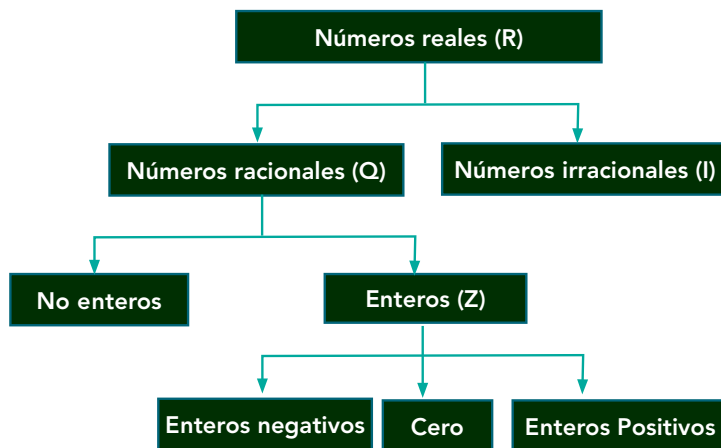 Números reales (R)
Números racionales (Q)
Números irracionales (I)
No enteros
Enteros (Z)
Enteros negativos
Cero
Enteros Positivos